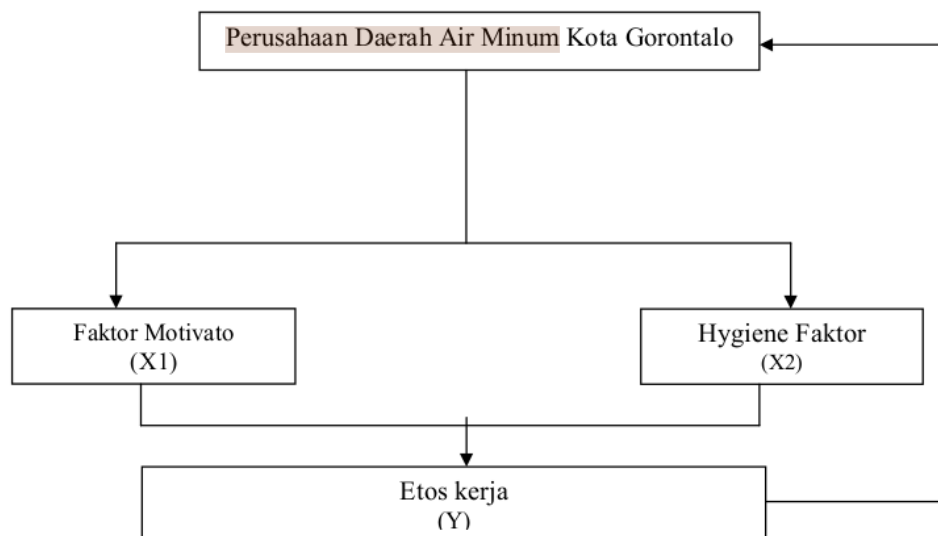 Perusahaan Daerah Air Minum Kota Gorontalo
Faktor Motivato
(X1)
Hygiene Faktor
(X2)
Etos kerja
(Y)